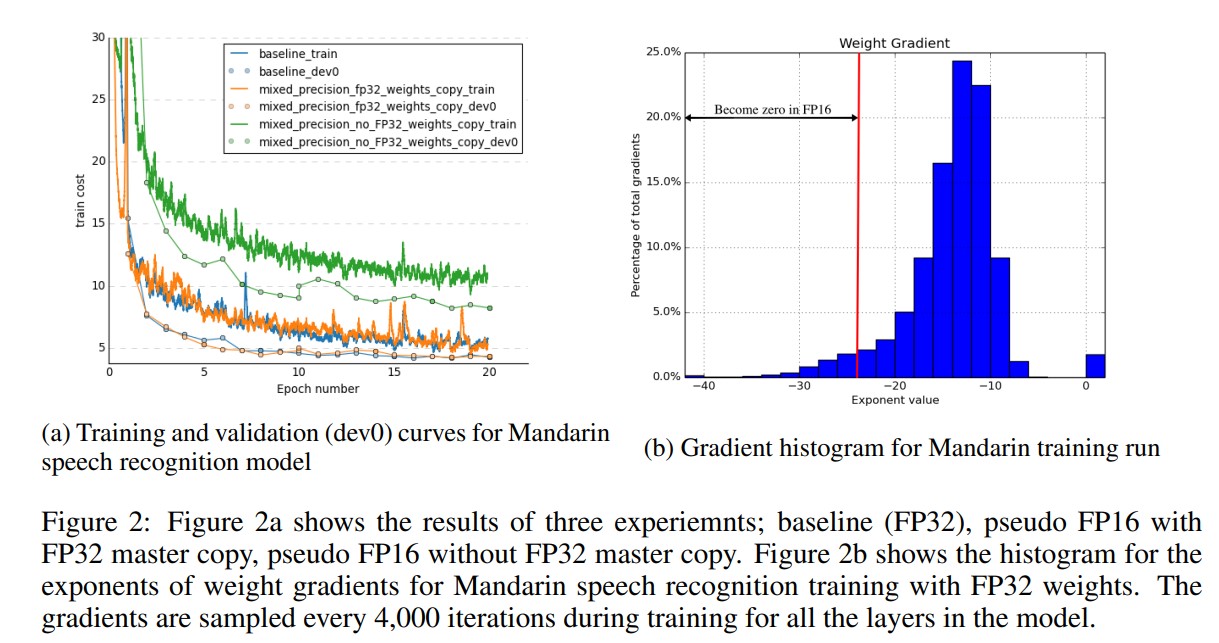 30
25
20
15
10
5
train cost
0 5 10 15 20
Epoch number
baseline_train
baseline_dev0
mixed_precision_fp32_weights_copy_train
mixed_precision_fp32_weights_copy_dev0
mixed_precision_no_FP32_weights_copy_train
mixed_precision_no_FP32_weights_copy_dev0
(a) Training and validation (dev0) curves for Mandarin
speech recognition model
Weight Gradient
25.0%
20.0%
15.0%
10.0%
5.0%
0.0%
Percentage of total gradients
Become zero in FP16
−40 −30 −20 −10 0
Exponent value
(b) Gradient histogram for Mandarin training run
Figure 2: Figure 2a shows the results of three experiemnts; baseline (FP32), pseudo FP16 with
FP32 master copy, pseudo FP16 without FP32 master copy. Figure 2b shows the histogram for the
exponents of weight gradients for Mandarin speech recognition training with FP32 weights. The
gradients are sampled every 4,000 iterations during training for all the layers in the model.